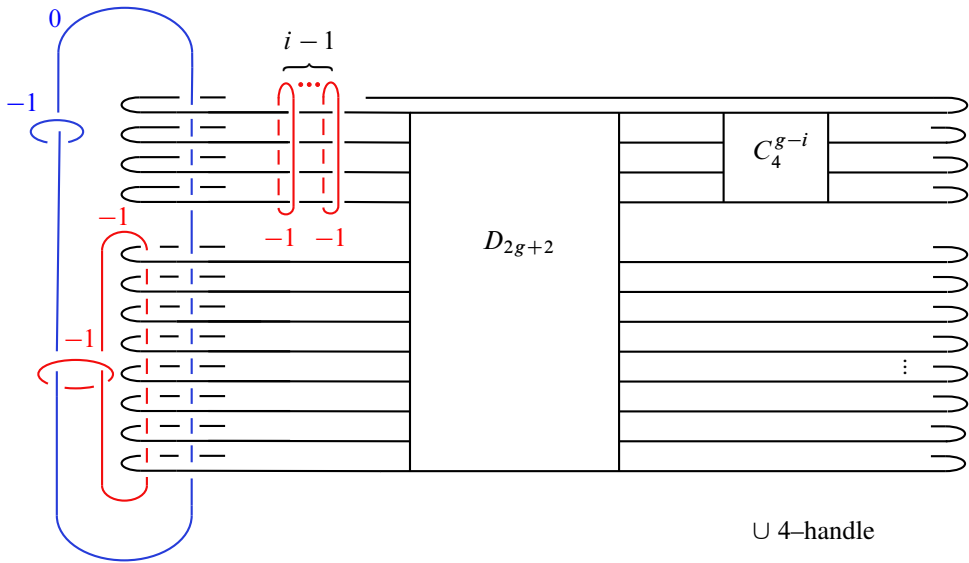 0
i − 1
−1
−1
−1 −1
C_4^{g−i}
D_{2g+2}
−1
∪ 4–handle